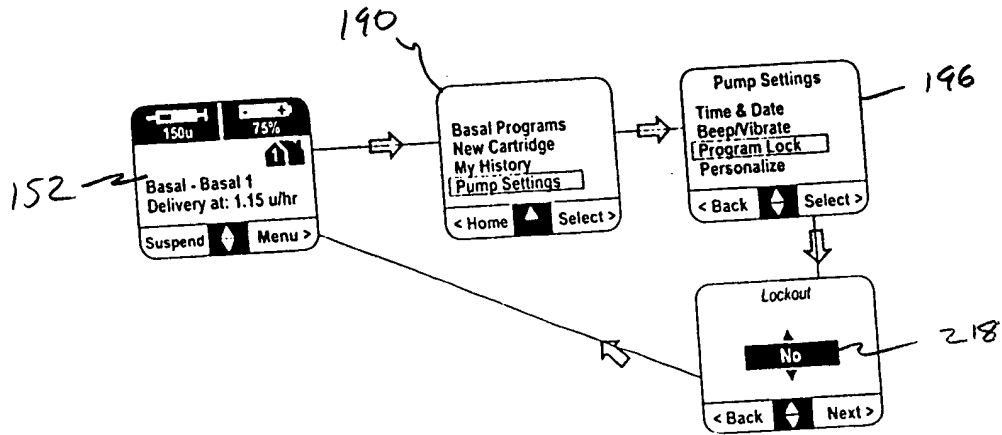 190
196
152
150u
75%
1
Basal - Basal 1
Delivery at: 1.15 u/hr
Suspend
Menu >
Basal Programs
New Cartridge
My History
Pump Settings
< Home
Select >
Pump Settings
Time & Date
Beep/Vibrate
Program Lock
Personalize
< Back
Select >
Lockout
No
218
< Back
Next >